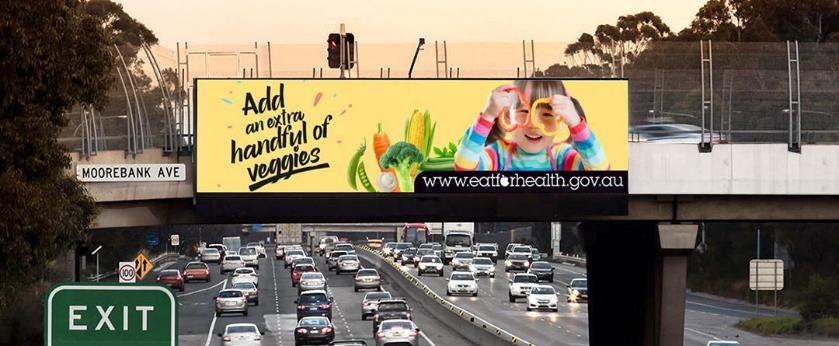 Add
an extra
handful of
veggies
www.eatforhealth.gov.au
MOOREBANK AVE
100
EXIT